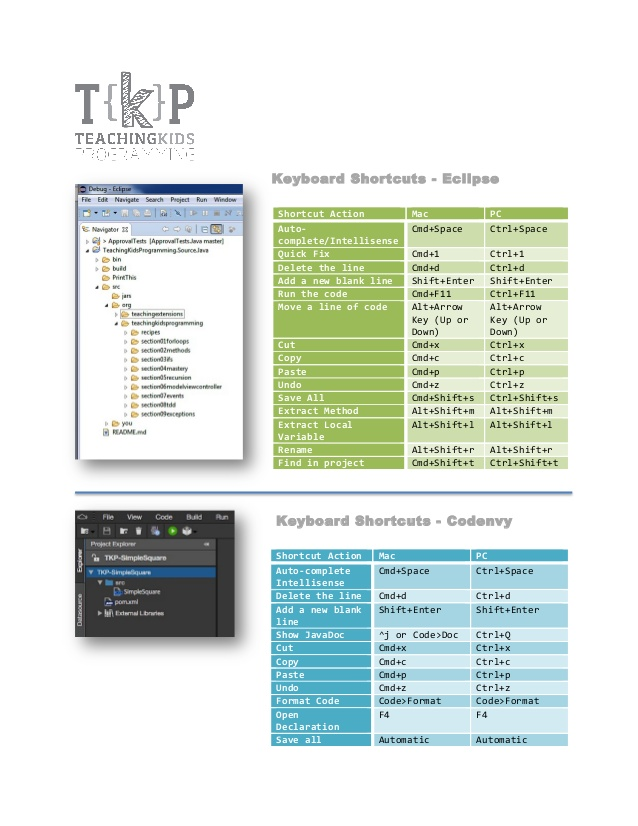 T{k}P
TEACHINGKIDS
PROGRAMMING
Keyboard Shortcuts - Eclipse
Debug - Eclipse
File Edit Navigate Search Project Run Window
Navigator
> ApprovalTests [ApprovalTests.Java master]
TeachingKidsProgramming.Source.Java
bin
build
PrintThis
src
jars
org
teachingextensions
teachingkidsprogramming
recipes
section01forloops
section02methods
section03ifs
section04mastery
section05recursion
section06modelviewcontroller
section07events
section08tdd
section09exceptions
you
README.md
Shortcut Action Mac PC
Auto- Cmd+Space Ctrl+Space
complete/Intellisense
Quick Fix Cmd+1 Ctrl+1
Delete the line Cmd+d Ctrl+d
Add a new blank line Shift+Enter Shift+Enter
Run the code Cmd+F11 Ctrl+F11
Move a line of code Alt+Arrow Alt+Arrow
Key (Up or Key (Up or
Down) Down)
Cut Cmd+x Ctrl+x
Copy Cmd+c Ctrl+c
Paste Cmd+p Ctrl+p
Undo Cmd+z Ctrl+z
Save All Cmd+Shift+s Ctrl+Shift+s
Extract Method Alt+Shift+m Alt+Shift+m
Extract Local Alt+Shift+l Alt+Shift+l
Variable
Rename Alt+Shift+r Alt+Shift+r
Find in project Cmd+Shift+t Ctrl+Shift+t
Keyboard Shortcuts - Codenvy
File View Code Build Run
Project Explorer
Explorer
TKP-SimpleSquare
TKP-SimpleSquare
src
SimpleSquare
pom.xml
External Libraries
Datasource
Shortcut Action Mac PC
Auto-complete Cmd+Space Ctrl+Space
Intellisense
Delete the line Cmd+d Ctrl+d
Add a new blank Shift+Enter Shift+Enter
line
Show JavaDoc ^j or Code>Doc Ctrl+Q
Cut Cmd+x Ctrl+x
Copy Cmd+c Ctrl+c
Paste Cmd+p Ctrl+p
Undo Cmd+z Ctrl+z
Format Code Code>Format Code>Format
Open F4 F4
Declaration
Save all Automatic Automatic